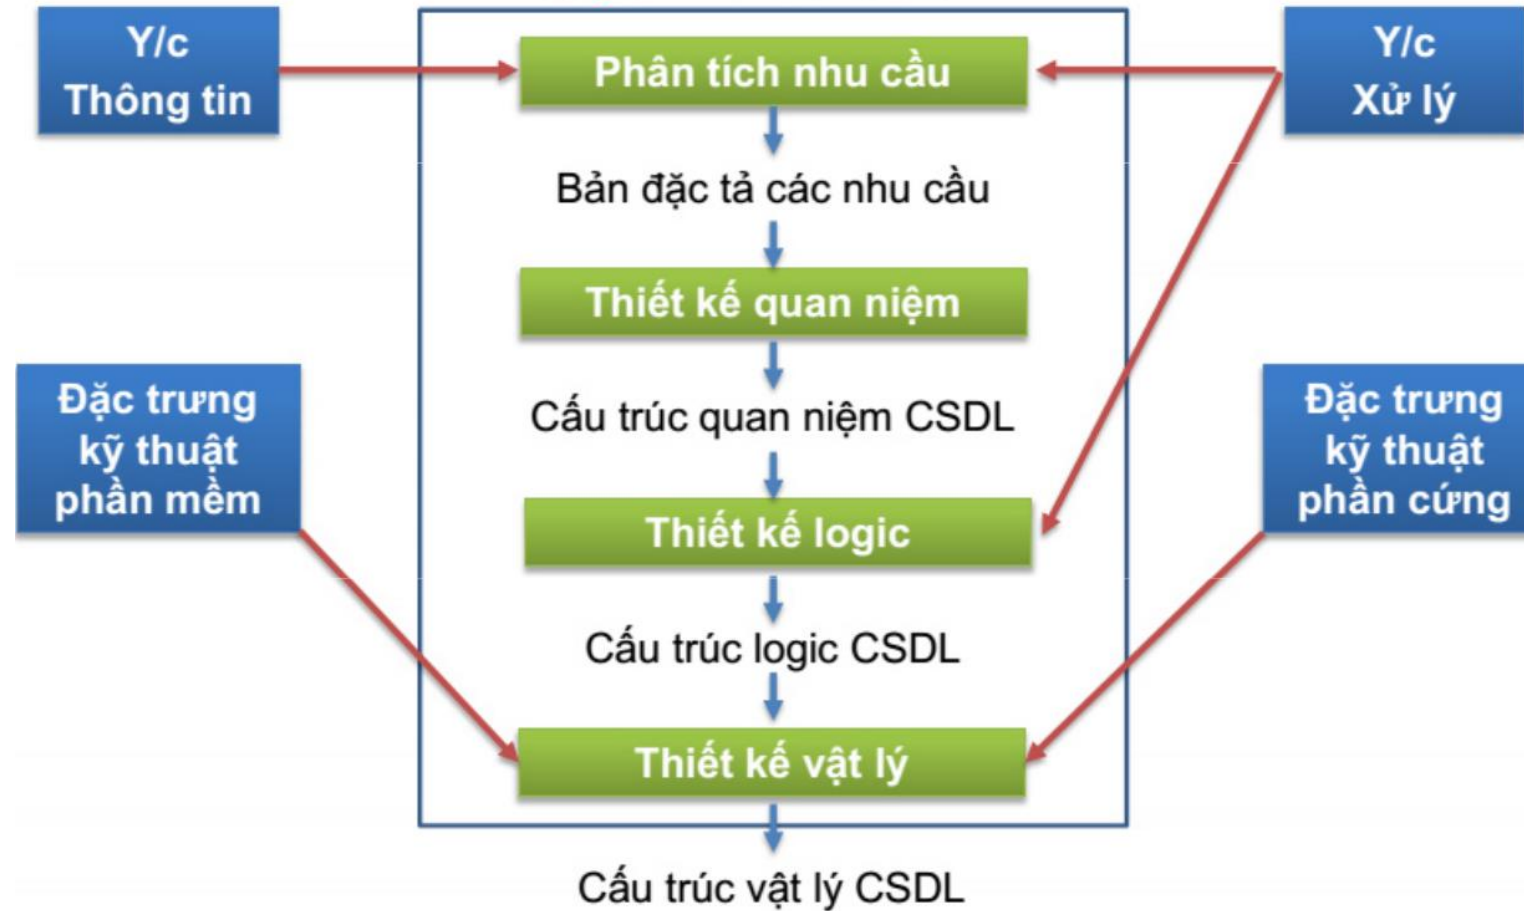 Y/c
Thông tin
Phân tích nhu cầu
Y/c
Xử lý
Bản đặc tả các nhu cầu
Thiết kế quan niệm
Đặc trưng
kỹ thuật
phần mềm
Cấu trúc quan niệm CSDL
Đặc trưng
kỹ thuật
phần cứng
Thiết kế logic
Cấu trúc logic CSDL
Thiết kế vật lý
Cấu trúc vật lý CSDL